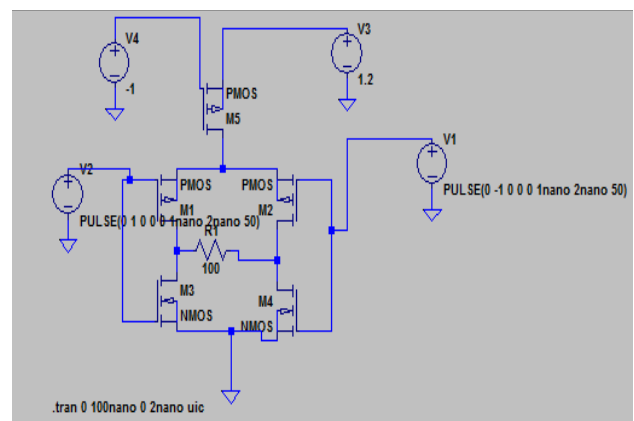 V4
V3
-1
PMOS
1.2
M5
V1
V2
PMOS
PMOS
PULSE(0 -1 0 0 0 1nano 2nano 50)
M1
M2
PULSE(0 1 0 0 0 1nano 2nano 50)
R1
100
M3
M4
NMOS
NMOS
.tran 0 100nano 0 2nano uic